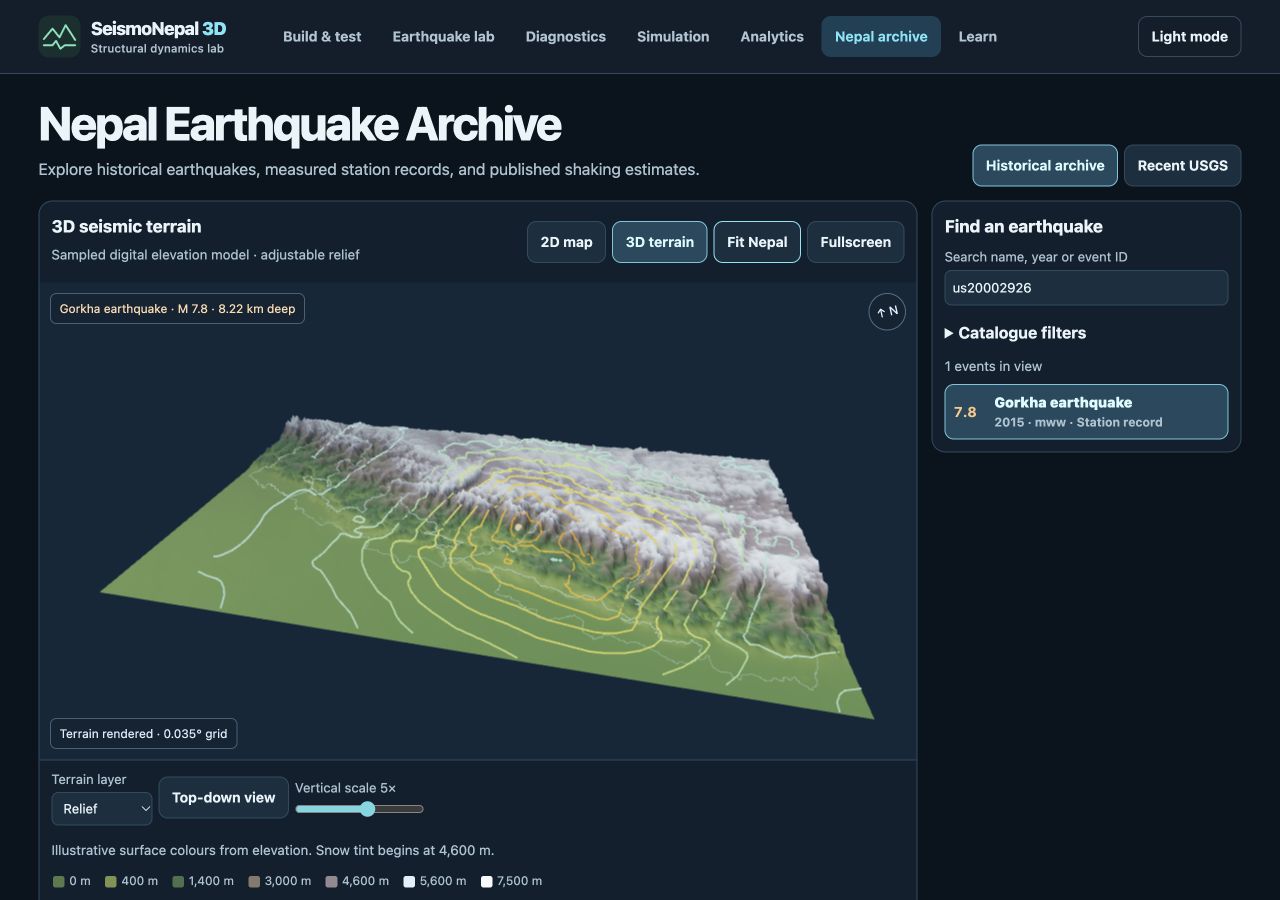 SeismoNepal 3D
Structural dynamics lab
Build & test
Earthquake lab
Diagnostics
Simulation
Analytics
Nepal archive
Learn
Light mode
Nepal Earthquake Archive
Explore historical earthquakes, measured station records, and published shaking estimates.
Historical archive
Recent USGS
3D seismic terrain
Sampled digital elevation model · adjustable relief
2D map
3D terrain
Fit Nepal
Fullscreen
Gorkha earthquake · M 7.8 · 8.22 km deep
↑ N
Terrain rendered · 0.035° grid
Terrain layer
Relief
Top-down view
Vertical scale 5×
Illustrative surface colours from elevation. Snow tint begins at 4,600 m.
0 m
400 m
1,400 m
3,000 m
4,600 m
5,600 m
7,500 m
Find an earthquake
Search name, year or event ID
us20002926
Catalogue filters
1 events in view
7.8
Gorkha earthquake
2015 · mww · Station record